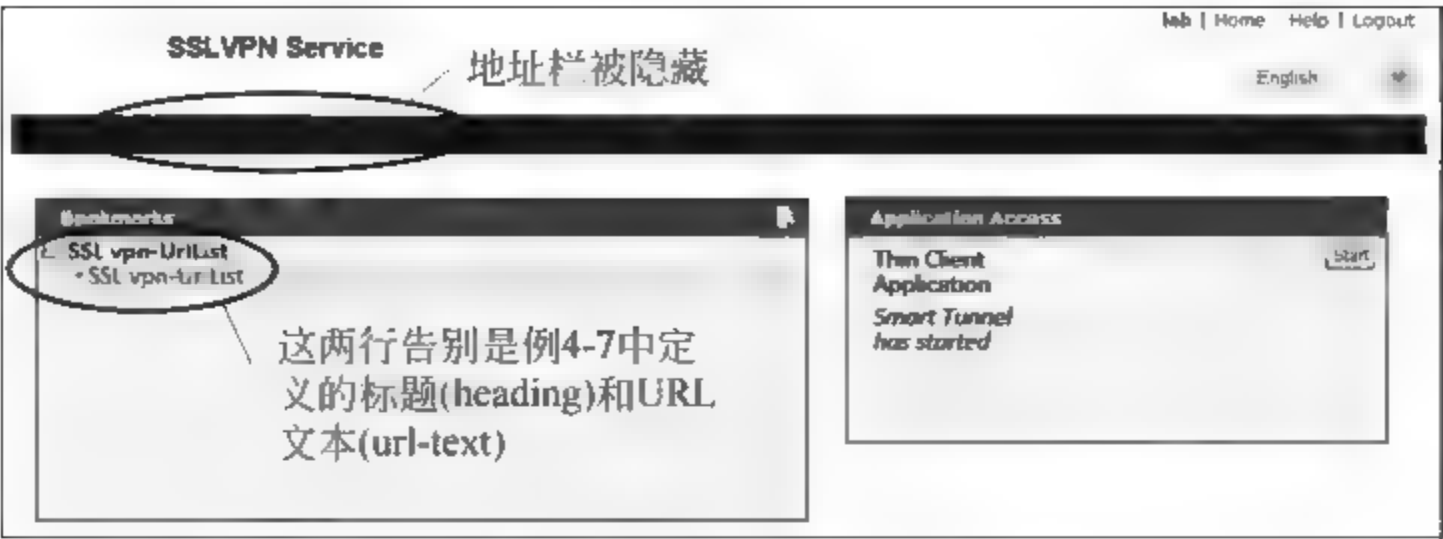 lab | Home Help | Logout
SSLVPN Service
地址栏被隐藏
English
Bookmarks
SSL vpn-UrlList
SSL vpn-UrlList
这两行告别是例4-7中定
义的标题(heading)和URL
文本(url-text)
Application Access
Thin Client
Application
Start
Smart Tunnel
has started